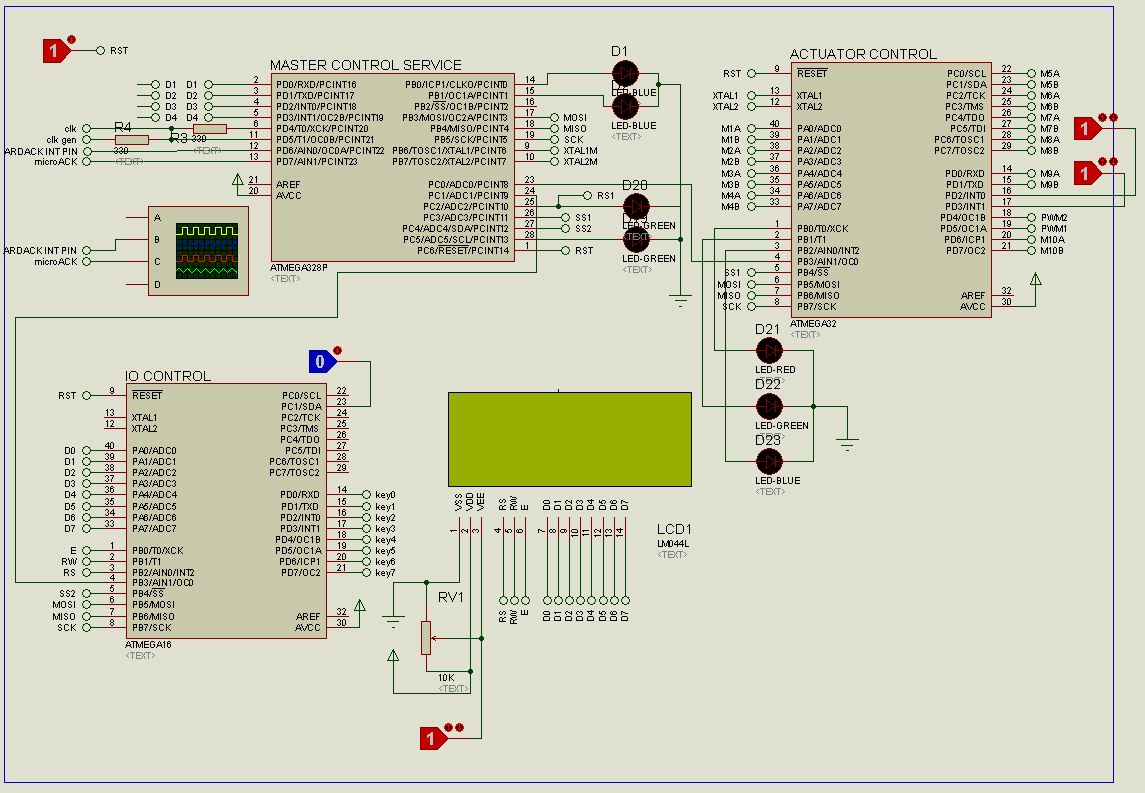 1
RST
D1
D2
D3
D4
D1
D2
D3
D4
clk
R4
clk gen
R3
330
330
<TEXT>
<TEXT>
ARDACK INT PIN
microACK
MASTER CONTROL SERVICE
2 PD0/RXD/PCINT16
3 PD1/TXD/PCINT17
4 PD2/INT0/PCINT18
5 PD3/INT1/OC2B/PCINT19
6 PD4/T0/XCK/PCINT20
11 PD5/T1/OC0B/PCINT21
12 PD6/AIN0/OC0A/PCINT22
13 PD7/AIN1/PCINT23
21 AREF
20 AVCC
PB0/ICP1/CLKO/PCINT0 14
PB1/OC1A/PCINT1 15
PB2/SS/OC1B/PCINT2 16
PB3/MOSI/OC2A/PCINT3 17 MOSI
PB4/MISO/PCINT4 18 MISO
PB5/SCK/PCINT5 19 SCK
PB6/TOSC1/XTAL1/PCINT6 9 XTAL1M
PB7/TOSC2/XTAL2/PCINT7 10 XTAL2M
PC0/ADC0/PCINT8 23
PC1/ADC1/PCINT9 24 RS1
PC2/ADC2/PCINT10 25
PC3/ADC3/PCINT11 26 SS1
PC4/ADC4/SDA/PCINT12 27 SS2
PC5/ADC5/SCL/PCINT13 28
PC6/RESET/PCINT14 1 RST
ATMEGA328P
<TEXT>
D1
LED-BLUE
LED-BLUE
<TEXT>
D20
LED-GREEN
<TEXT>
LED-GREEN
<TEXT>
A
B
C
D
ARDACK INT PIN
microACK
ACTUATOR CONTROL
RST 9 RESET
XTAL1 13 XTAL1
XTAL2 12 XTAL2
M1A 40 PA0/ADC0
M1B 39 PA1/ADC1
M2A 38 PA2/ADC2
M2B 37 PA3/ADC3
M3A 36 PA4/ADC4
M3B 35 PA5/ADC5
M4A 34 PA6/ADC6
M4B 33 PA7/ADC7
1 PB0/T0/XCK
2 PB1/T1
3 PB2/AIN0/INT2
4 PB3/AIN1/OC0
SS1 5 PB4/SS
MOSI 6 PB5/MOSI
MISO 7 PB6/MISO
SCK 8 PB7/SCK
PC0/SCL 22 M5A
PC1/SDA 23 M5B
PC2/TCK 24 M6A
PC3/TMS 25 M6B
PC4/TDO 26 M7A
PC5/TDI 27 M7B
PC6/TOSC1 28 M8A
PC7/TOSC2 29 M8B
PD0/RXD 14 M9A
PD1/TXD 15 M9B
PD2/INT0 16
PD3/INT1 17
PD4/OC1B 18 PWM2
PD5/OC1A 19 PWM1
PD6/ICP1 20 M10A
PD7/OC2 21 M10B
AREF 32
AVCC 30
ATMEGA32
<TEXT>
1
1
D21
LED-RED
D22
LED-GREEN
D23
LED-BLUE
<TEXT>
0
IO CONTROL
RST 9 RESET
13 XTAL1
12 XTAL2
D0 40 PA0/ADC0
D1 39 PA1/ADC1
D2 38 PA2/ADC2
D3 37 PA3/ADC3
D4 36 PA4/ADC4
D5 35 PA5/ADC5
D6 34 PA6/ADC6
D7 33 PA7/ADC7
E 1 PB0/T0/XCK
RW 2 PB1/T1
RS 3 PB2/AIN0/INT2
4 PB3/AIN1/OC0
SS2 5 PB4/SS
MOSI 6 PB5/MOSI
MISO 7 PB6/MISO
SCK 8 PB7/SCK
PC0/SCL 22
PC1/SDA 23
PC2/TCK 24
PC3/TMS 25
PC4/TDO 26
PC5/TDI 27
PC6/TOSC1 28
PC7/TOSC2 29
PD0/RXD 14 key0
PD1/TXD 15 key1
PD2/INT0 16 key2
PD3/INT1 17 key3
PD4/OC1B 18 key4
PD5/OC1A 19 key5
PD6/ICP1 20 key6
PD7/OC2 21 key7
AREF 32
AVCC 30
ATMEGA16
<TEXT>
VSS VDD VEE RS RW E D0 D1 D2 D3 D4 D5 D6 D7
1 2 3 4 5 6 7 8 9 10 11 12 13 14
RS RW E D0 D1 D2 D3 D4 D5 D6 D7
LCD1
LM044L
<TEXT>
RV1
10K
<TEXT>
1